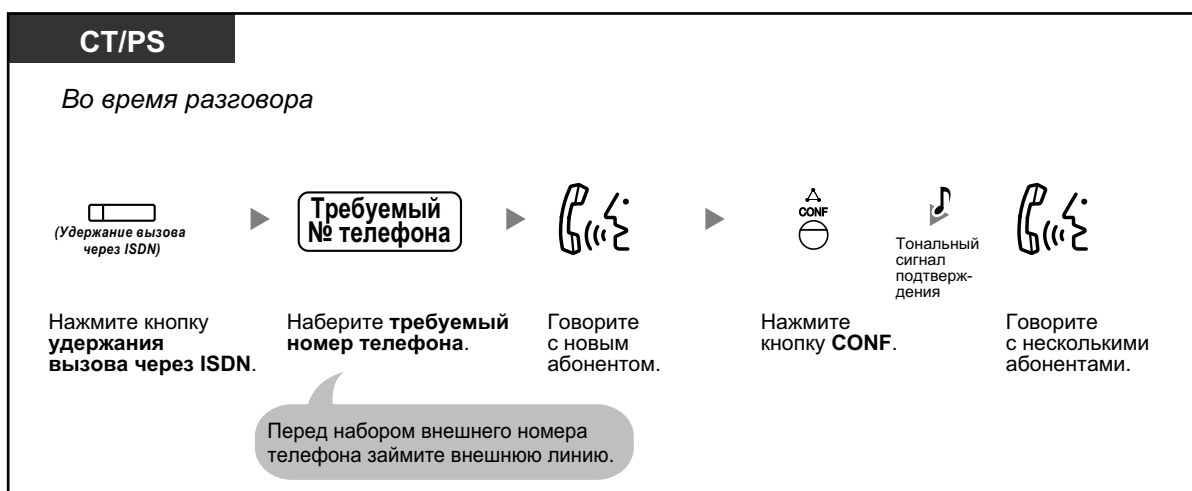 CT/PS
Во время разговора
(Удержание вызова
через ISDN)
Требуемый
№ телефона
CONF
Тональный
сигнал
подтверж-
дения
Нажмите кнопку
удержания
вызова через ISDN.
Наберите требуемый
номер телефона.
Говорите
с новым
абонентом.
Нажмите
кнопку CONF.
Говорите
с несколькими
абонентами.
Перед набором внешнего номера
телефона займите внешнюю линию.